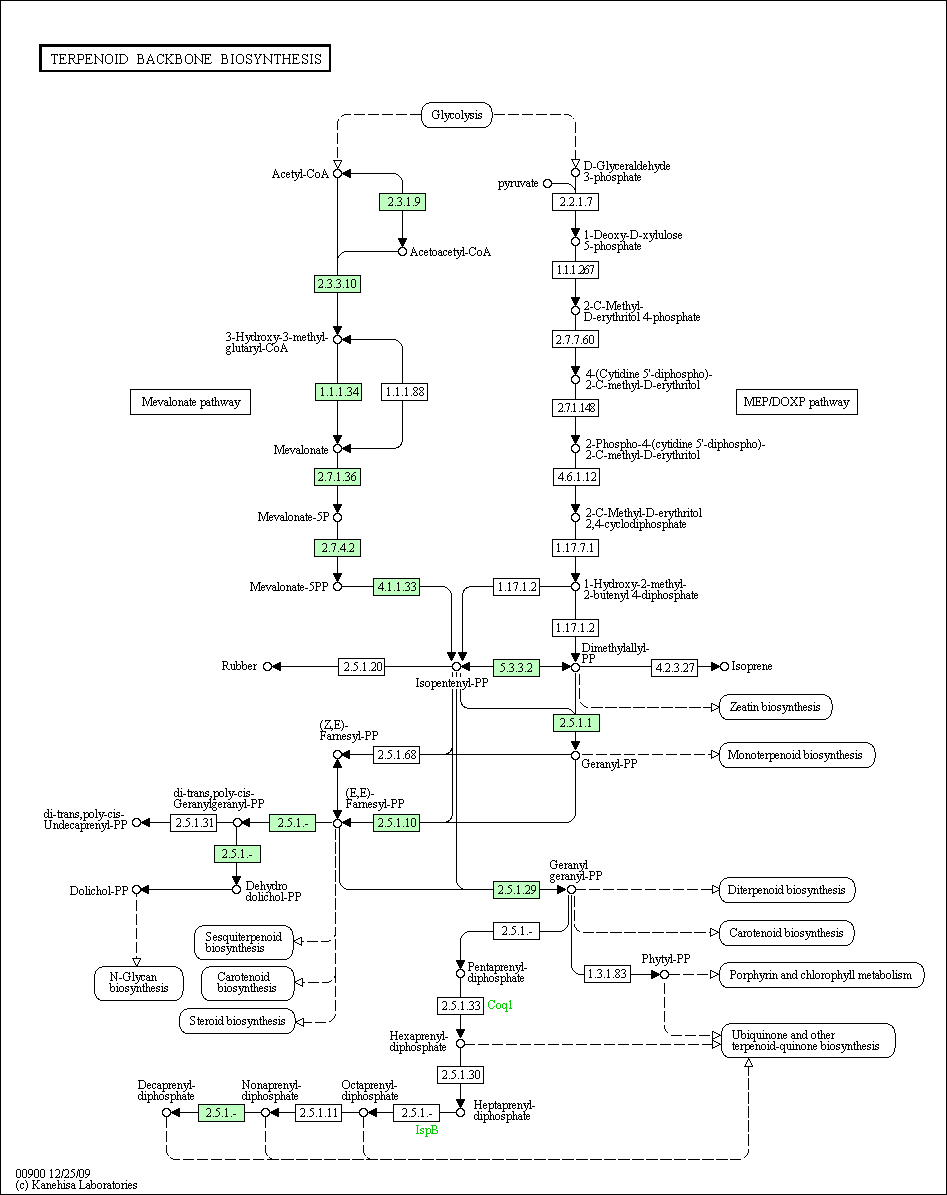 TERPENOID BACKBONE BIOSYNTHESIS
Glycolysis
Acetyl-CoA
D-Glyceraldehyde
3-phosphate
pyruvate
2.3.1.9
2.2.1.7
1-Deoxy-D-xylulose
5-phosphate
Acetoacetyl-CoA
1.1.1.267
2.3.3.10
2-C-Methyl-
D-erythritol 4-phosphate
3-Hydroxy-3-methyl-
glutaryl-CoA
2.7.7.60
4-(Cytidine 5'-diphospho)-
2-C-methyl-D-erythritol
1.1.1.34
1.1.1.88
Mevalonate pathway
MEP/DOXP pathway
2.7.1.148
Mevalonate
2-Phospho-4-(cytidine 5'-diphospho)-
2-C-methyl-D-erythritol
2.7.1.36
4.6.1.12
Mevalonate-5P
2-C-Methyl-D-erythritol
2,4-cyclodiphosphate
2.7.4.2
1.17.7.1
Mevalonate-5PP
4.1.1.33
1.17.1.2
1-Hydroxy-2-methyl-
2-butenyl 4-diphosphate
1.17.1.2
Dimethylallyl-
PP
Rubber
2.5.1.20
5.3.3.2
4.2.3.27
Isoprene
Isopentenyl-PP
Zeatin biosynthesis
2.5.1.1
(Z,E)-
Farnesyl-PP
2.5.1.68
Geranyl-PP
Monoterpenoid biosynthesis
di-trans,poly-cis-
Geranylgeranyl-PP
(E,E)-
Farnesyl-PP
di-trans,poly-cis-
Undecaprenyl-PP
2.5.1.31
2.5.1.-
2.5.1.10
2.5.1.-
Geranyl
geranyl-PP
Dolichol-PP
Dehydro
dolichol-PP
2.5.1.29
Diterpenoid biosynthesis
2.5.1.-
Carotenoid biosynthesis
Sesquiterpenoid
biosynthesis
Phytyl-PP
N-Glycan
biosynthesis
Carotenoid
biosynthesis
Pentaprenyl-
diphosphate
1.3.1.83
Porphyrin and chlorophyll metabolism
2.5.1.33
Coq1
Steroid biosynthesis
Hexaprenyl-
diphosphate
Ubiquinone and other
terpenoid-quinone biosynthesis
2.5.1.30
Decaprenyl-
diphosphate
Nonaprenyl-
diphosphate
Octaprenyl-
diphosphate
2.5.1.-
2.5.1.11
2.5.1.-
Heptaprenyl-
diphosphate
IspB
00900 12/25/09
(c) Kanehisa Laboratories